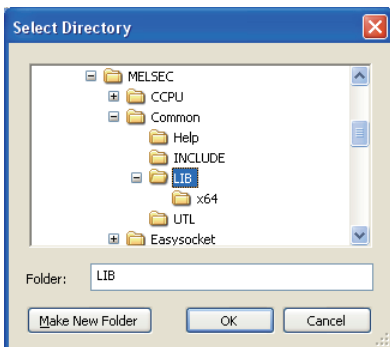 Select Directory
MELSEC
CCPU
Common
Help
INCLUDE
LIB
x64
UTL
Easysocket
Folder: LIB
Make New Folder OK Cancel